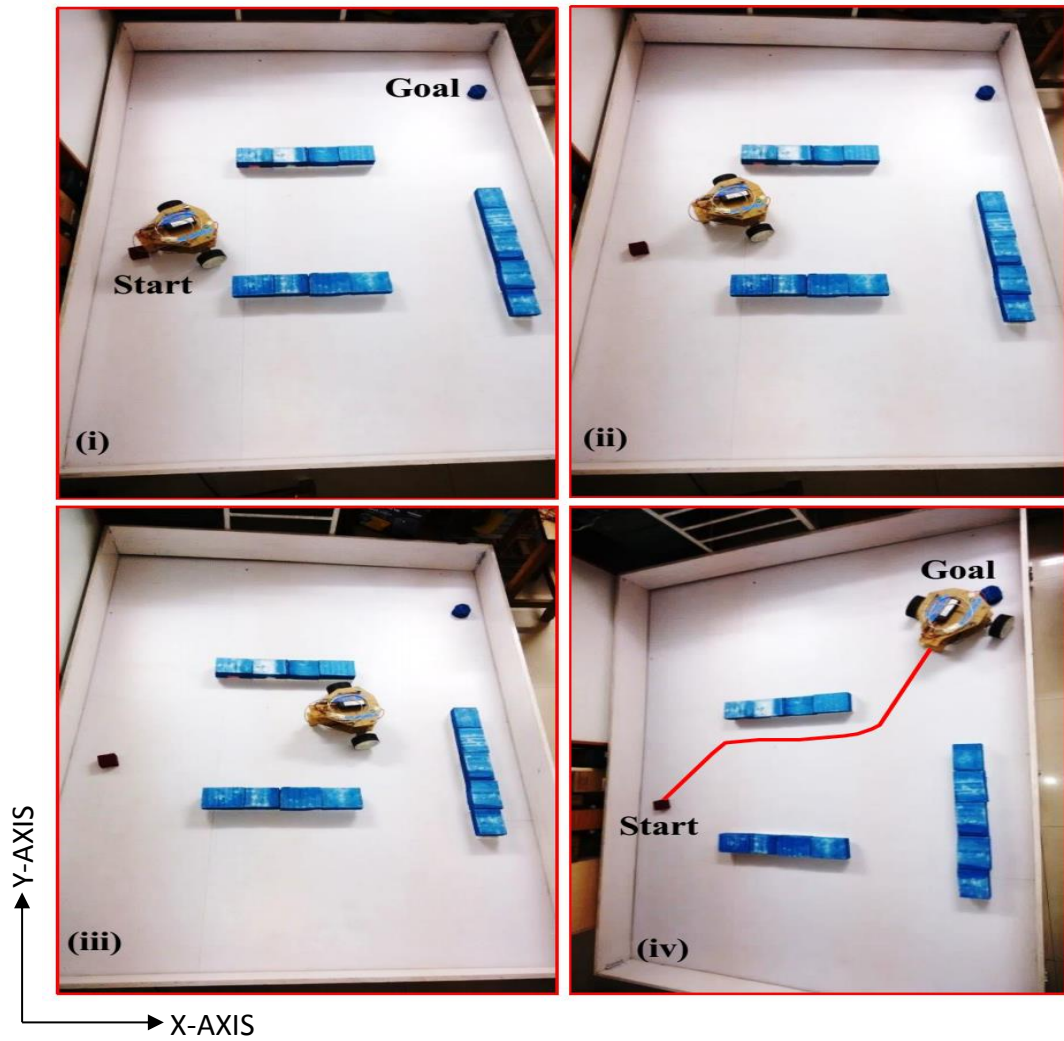 Goal
Start
(i)
(ii)
(iii)
Goal
Start
(iv)
Y-AXIS
X-AXIS